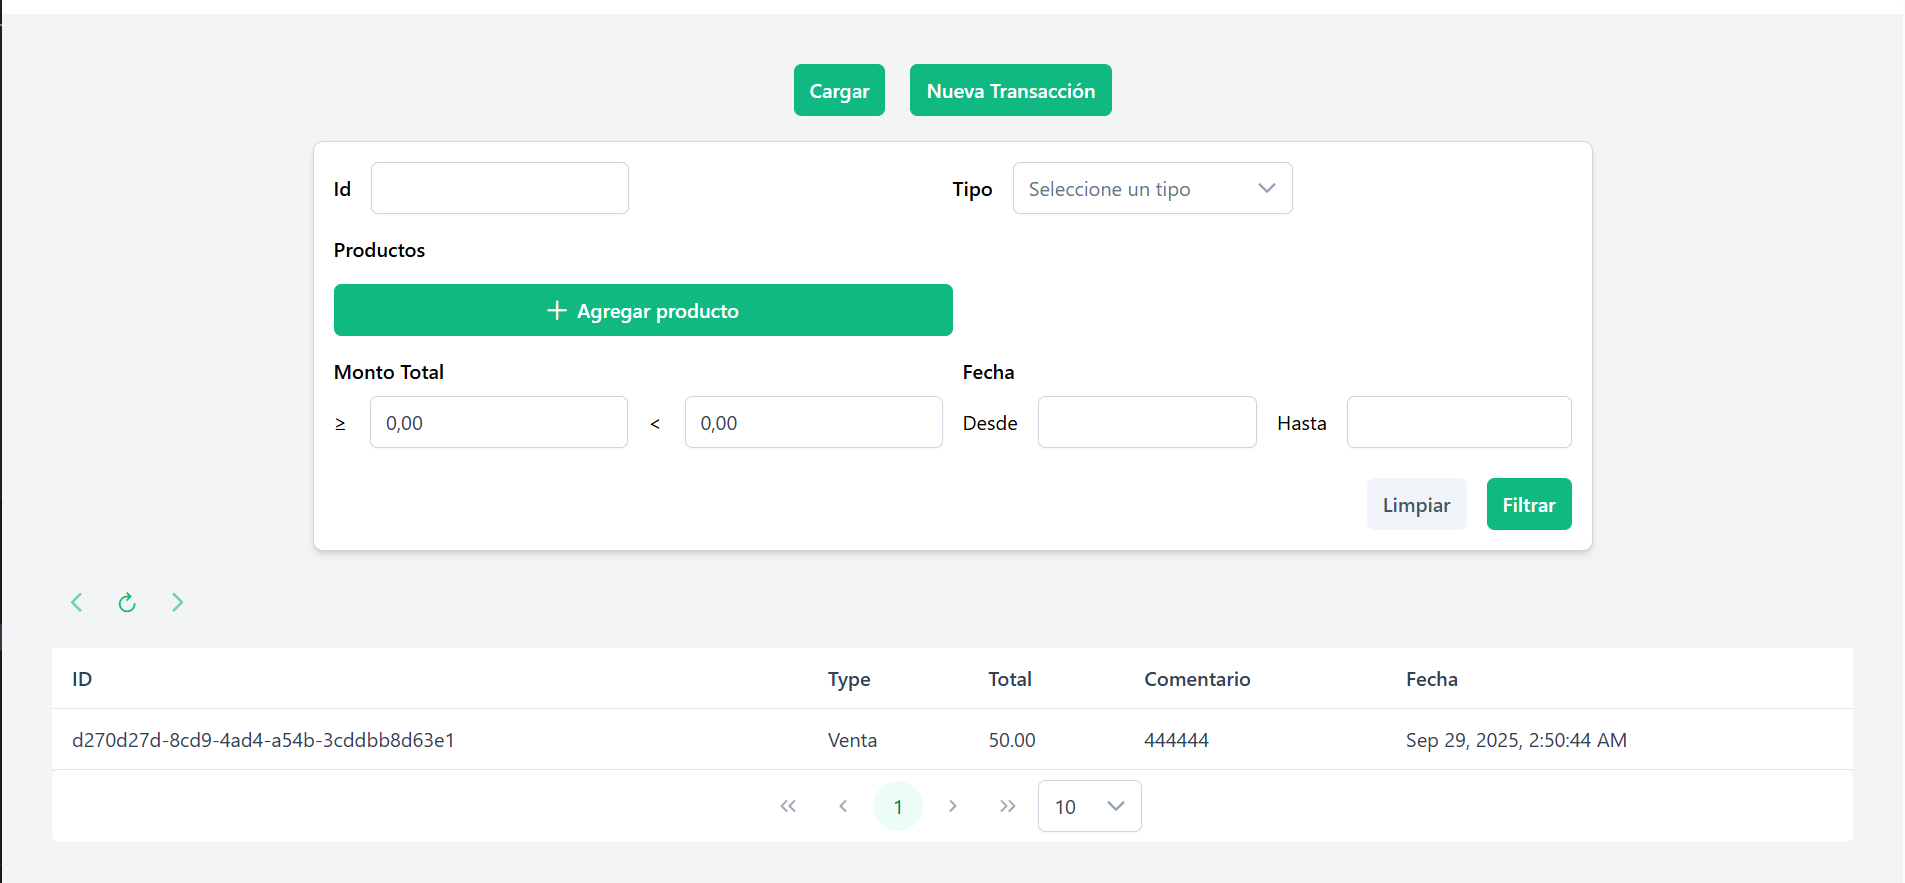 Cargar Nueva Transacción
Id Tipo Seleccione un tipo
Productos
+ Agregar producto
Monto Total Fecha
≥ 0,00 < 0,00 Desde Hasta
Limpiar Filtrar
ID Type Total Comentario Fecha
d270d27d-8cd9-4ad4-a54b-3cddbb8d63e1 Venta 50.00 444444 Sep 29, 2025, 2:50:44 AM
1 10